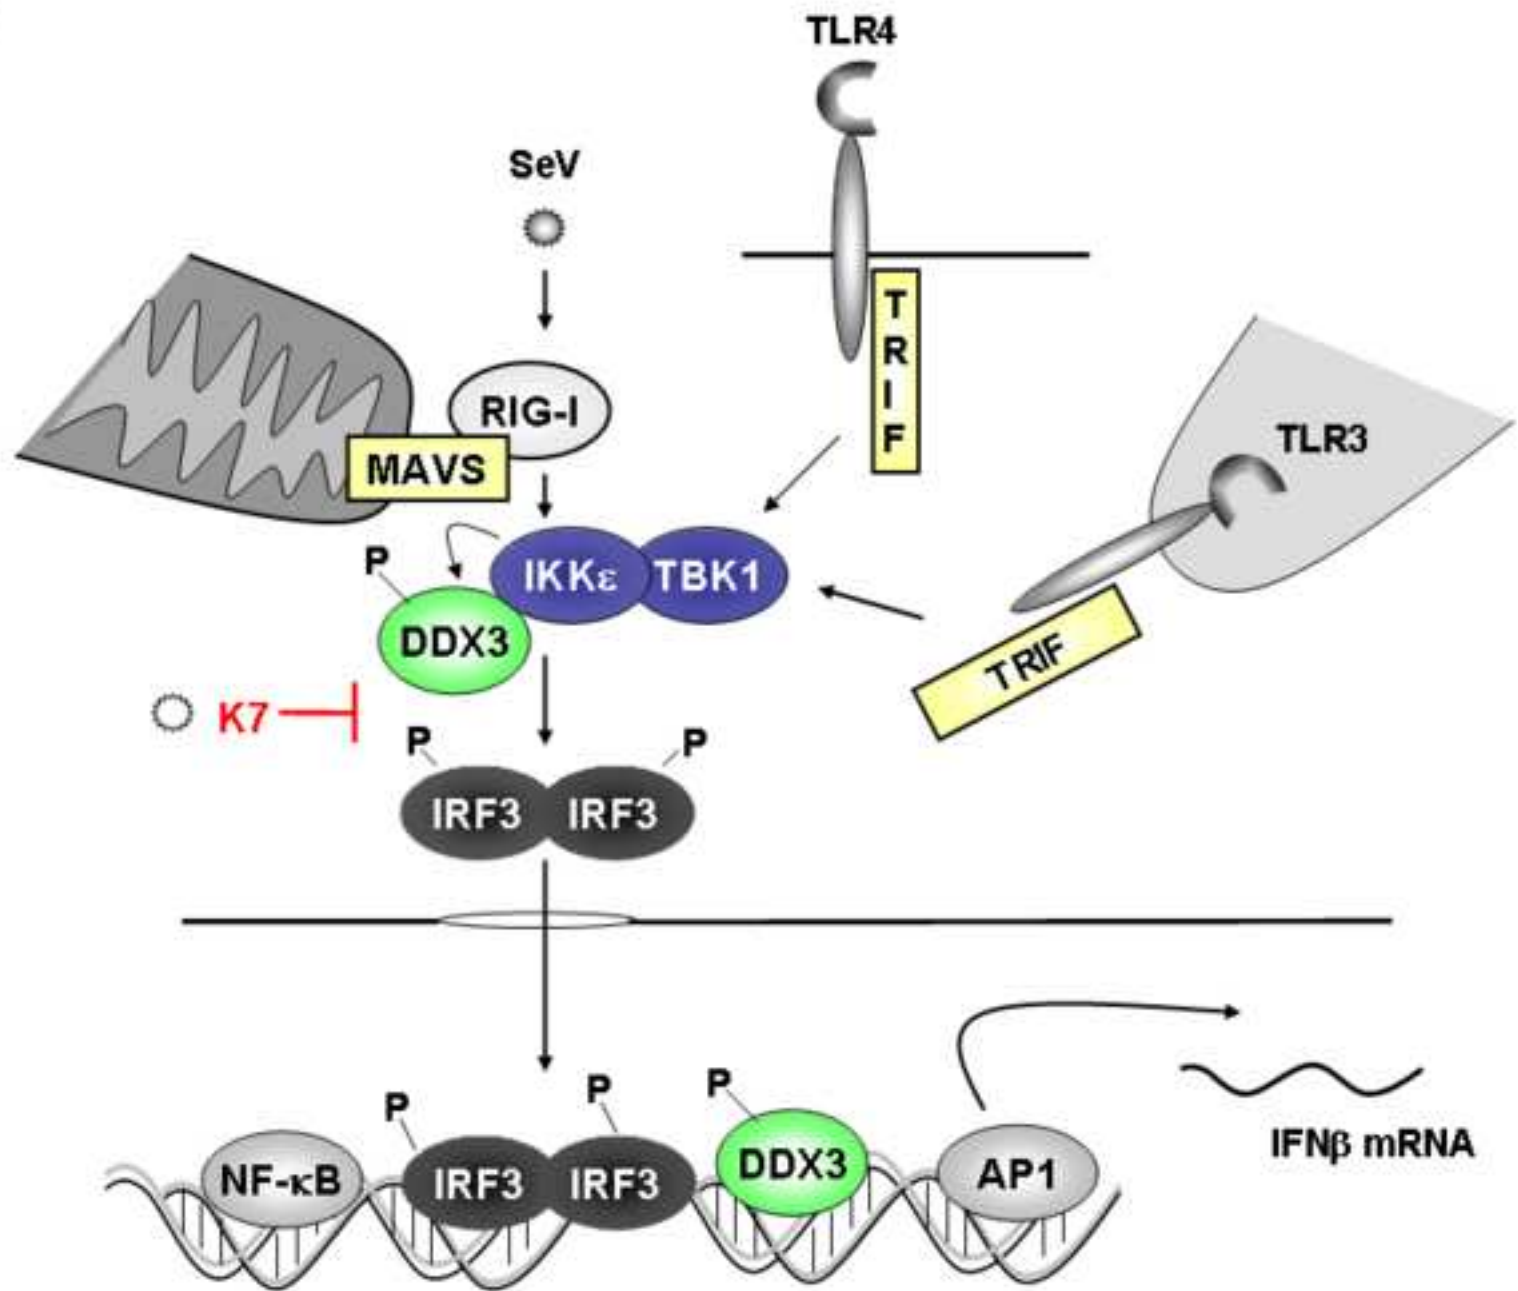 TLR4
SeV
TRIF
RIG-I
TLR3
MAVS
P
IKKε TBK1
DDX3
TRIF
K7
P P
IRF3 IRF3
P P P
NF-κB IRF3 IRF3 DDX3 AP1
IFNβ mRNA